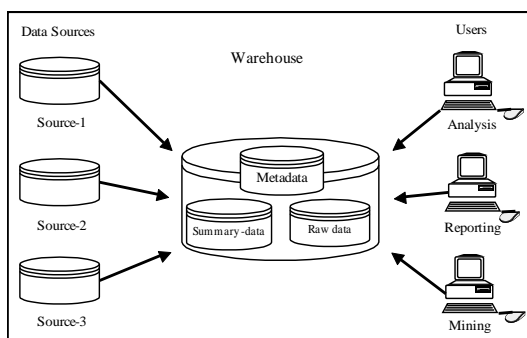 Data Sources
Users
Warehouse
Source-1
Analysis
Metadata
Source-2
Summary-data
Raw data
Reporting
Source-3
Mining